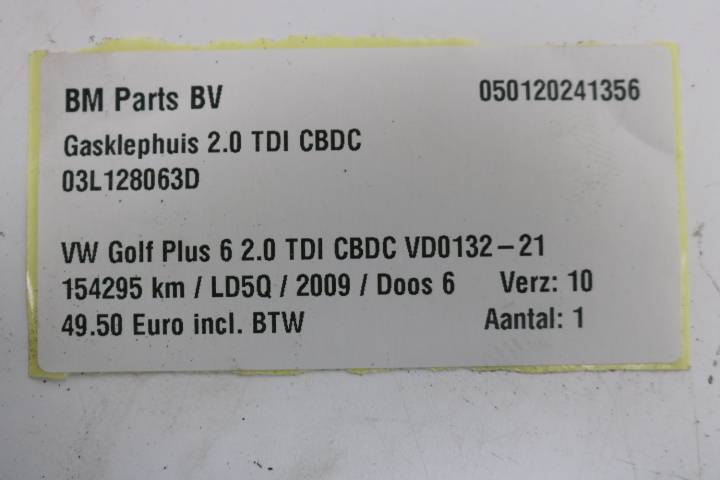 BM Parts BV 050120241356
Gasklephuis 2.0 TDI CBDC
03L128063D
VW Golf Plus 6 2.0 TDI CBDC VD0132-21
154295 km / LD5Q / 2009 / Doos 6 Verz: 10
49.50 Euro incl. BTW Aantal: 1